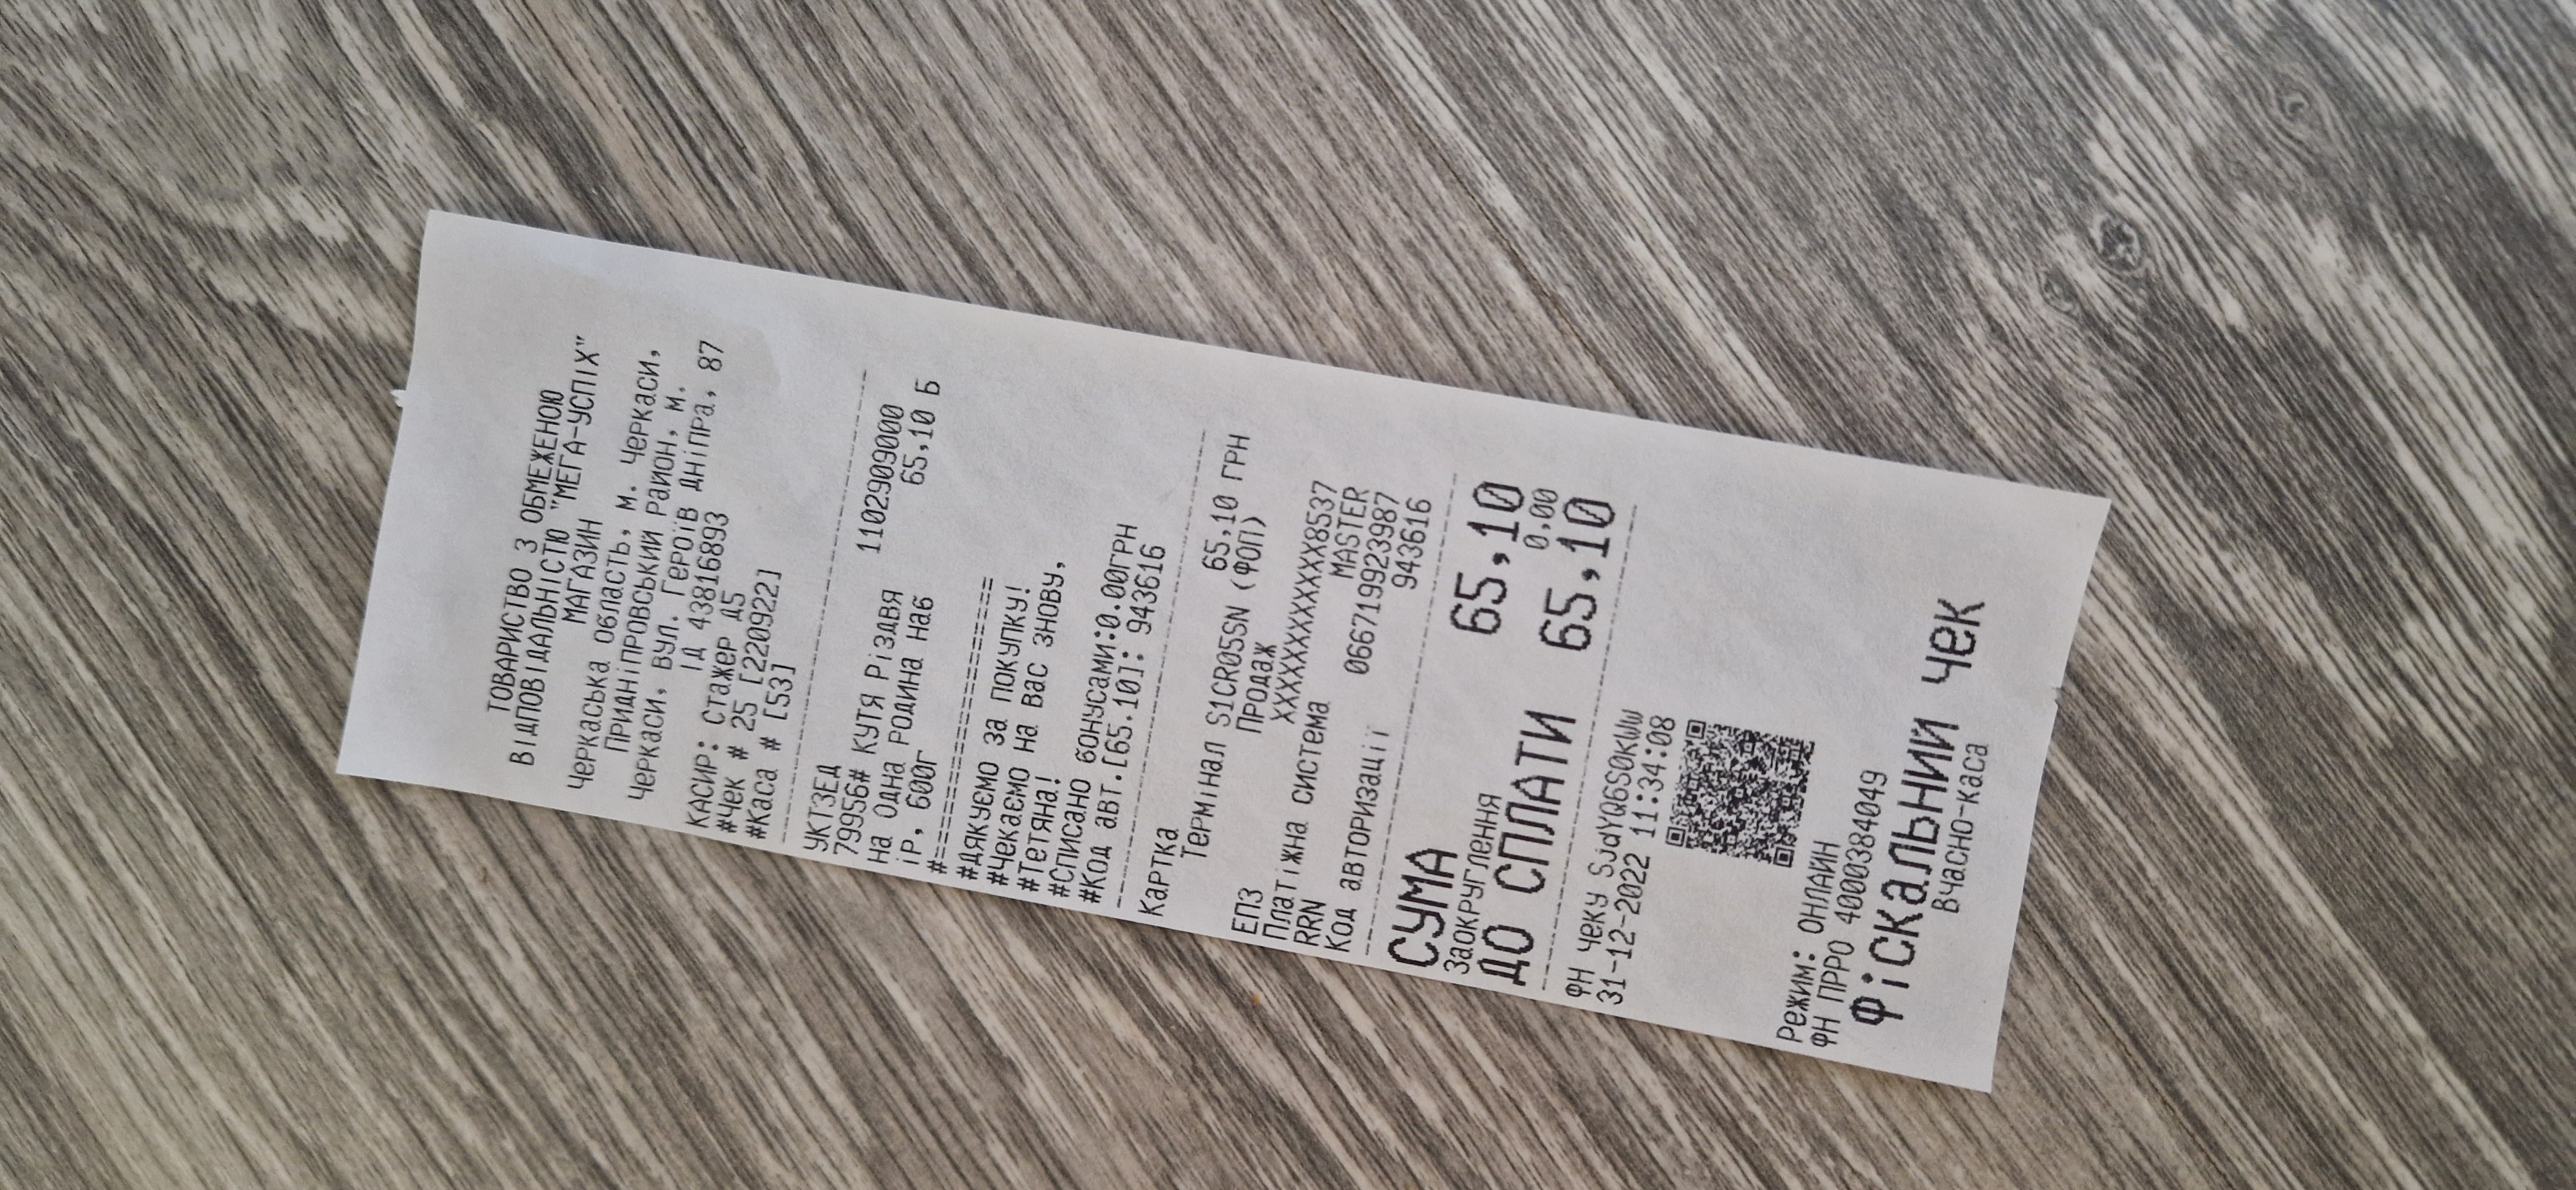 ТОВАРИСТВО З ОБМЕЖЕНОЮ
ВІДПОВІДАЛЬНІСТЮ "МЕГА-УСПІХ"
МАГАЗИН
Черкаська область, м. Черкаси,
ПРИДНІПРОВСЬКИЙ РАЙОН, м.
Черкаси, вул. Героїв Дніпра, 87
ІД 438816893
КАСИР: Стажер Д5
#Чек # 25 [220922]
#Каса # [53]
УКТЗЕД 1102909000
79956# КУТЯ Різдвя 65,10 Б
на Одна РОДИНА наб
ір, 600г
#======================
#ДЯКУЄМО за ПОКУПКУ!
#Чекаємо на Вас знову,
#Тетяна!
#Списано бонусами:0.00ГРН
#Код авт.[65.10]: 943616
Картка 65,10 ГРН
Термінал S1CR05SN (ФОП)
Продаж
ЕПЗ XXXXXXXXXXXXXXX8537
Платіжна система MASTER
RRN 066719923987
Код авторизації 943616
СУМА 65,10
Заокруглення 0,00
ДО СПЛАТИ 65,10
ФН чеку SJdYQ6S0kWw
31-12-2022 11:34:08
Режим: ОНЛАЙН
ФН ПРРО 4000384049
Фіскальний чек
Вчасно-каса